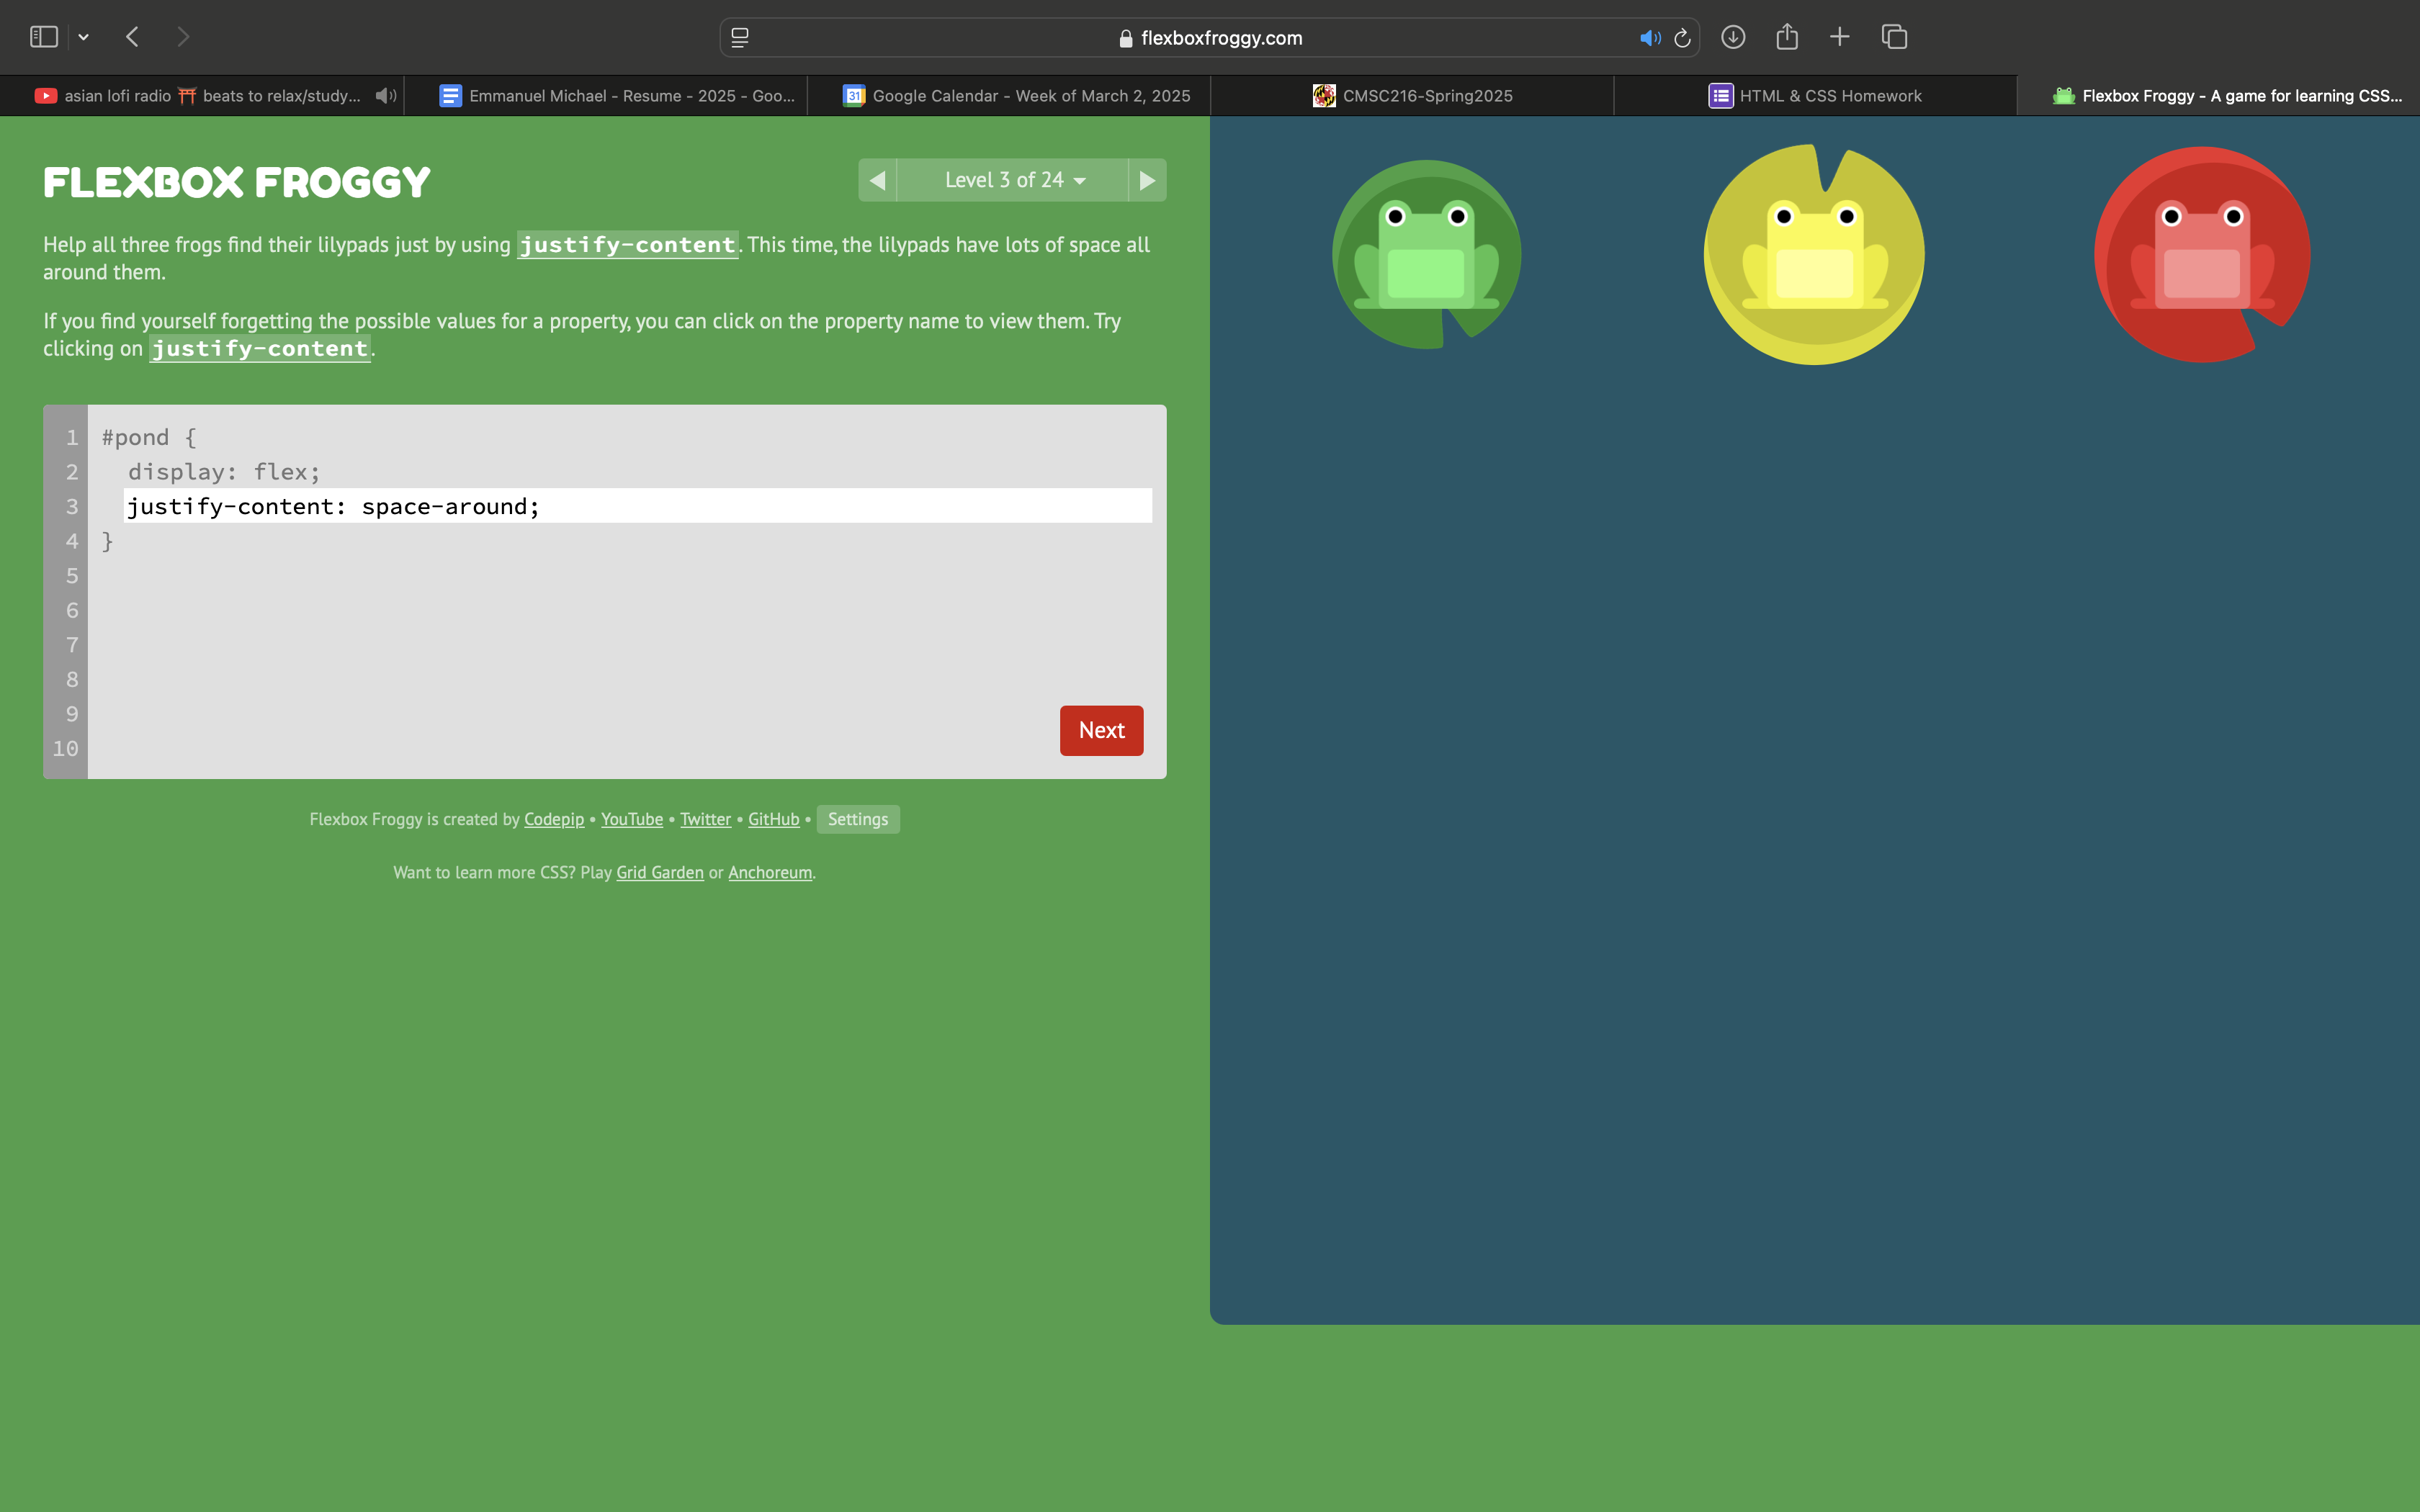 flexboxfroggy.com
asian lofi radio ⛩️ beats to relax/study...
Emmanuel Michael - Resume - 2025 - Goo...
31
Google Calendar - Week of March 2, 2025
CMSC216-Spring2025
HTML & CSS Homework
Flexbox Froggy - A game for learning CSS...
FLEXBOX FROGGY
Level 3 of 24
Help all three frogs find their lilypads just by using justify-content. This time, the lilypads have lots of space all
around them.
If you find yourself forgetting the possible values for a property, you can click on the property name to view them. Try
clicking on justify-content.
1 #pond {
2 display: flex;
3 justify-content: space-around;
4 }
5
6
7
8
9
10
Next
Flexbox Froggy is created by Codepip • YouTube • Twitter • GitHub • Settings
Want to learn more CSS? Play Grid Garden or Anchoreum.